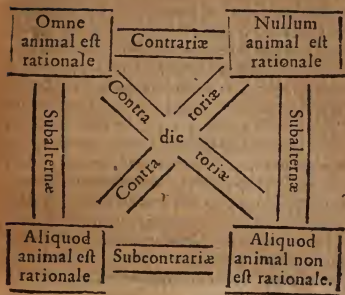 Omne
animal eſt
rationale
Contrariæ
Nullum
animal eſt
rationale
Contra
toriæ
Subalternæ
dic
Subalternæ
Contra
toriæ
Aliquod
animal eſt
rationale
Subcontrariæ
Aliquod
animal non
eſt rationale.